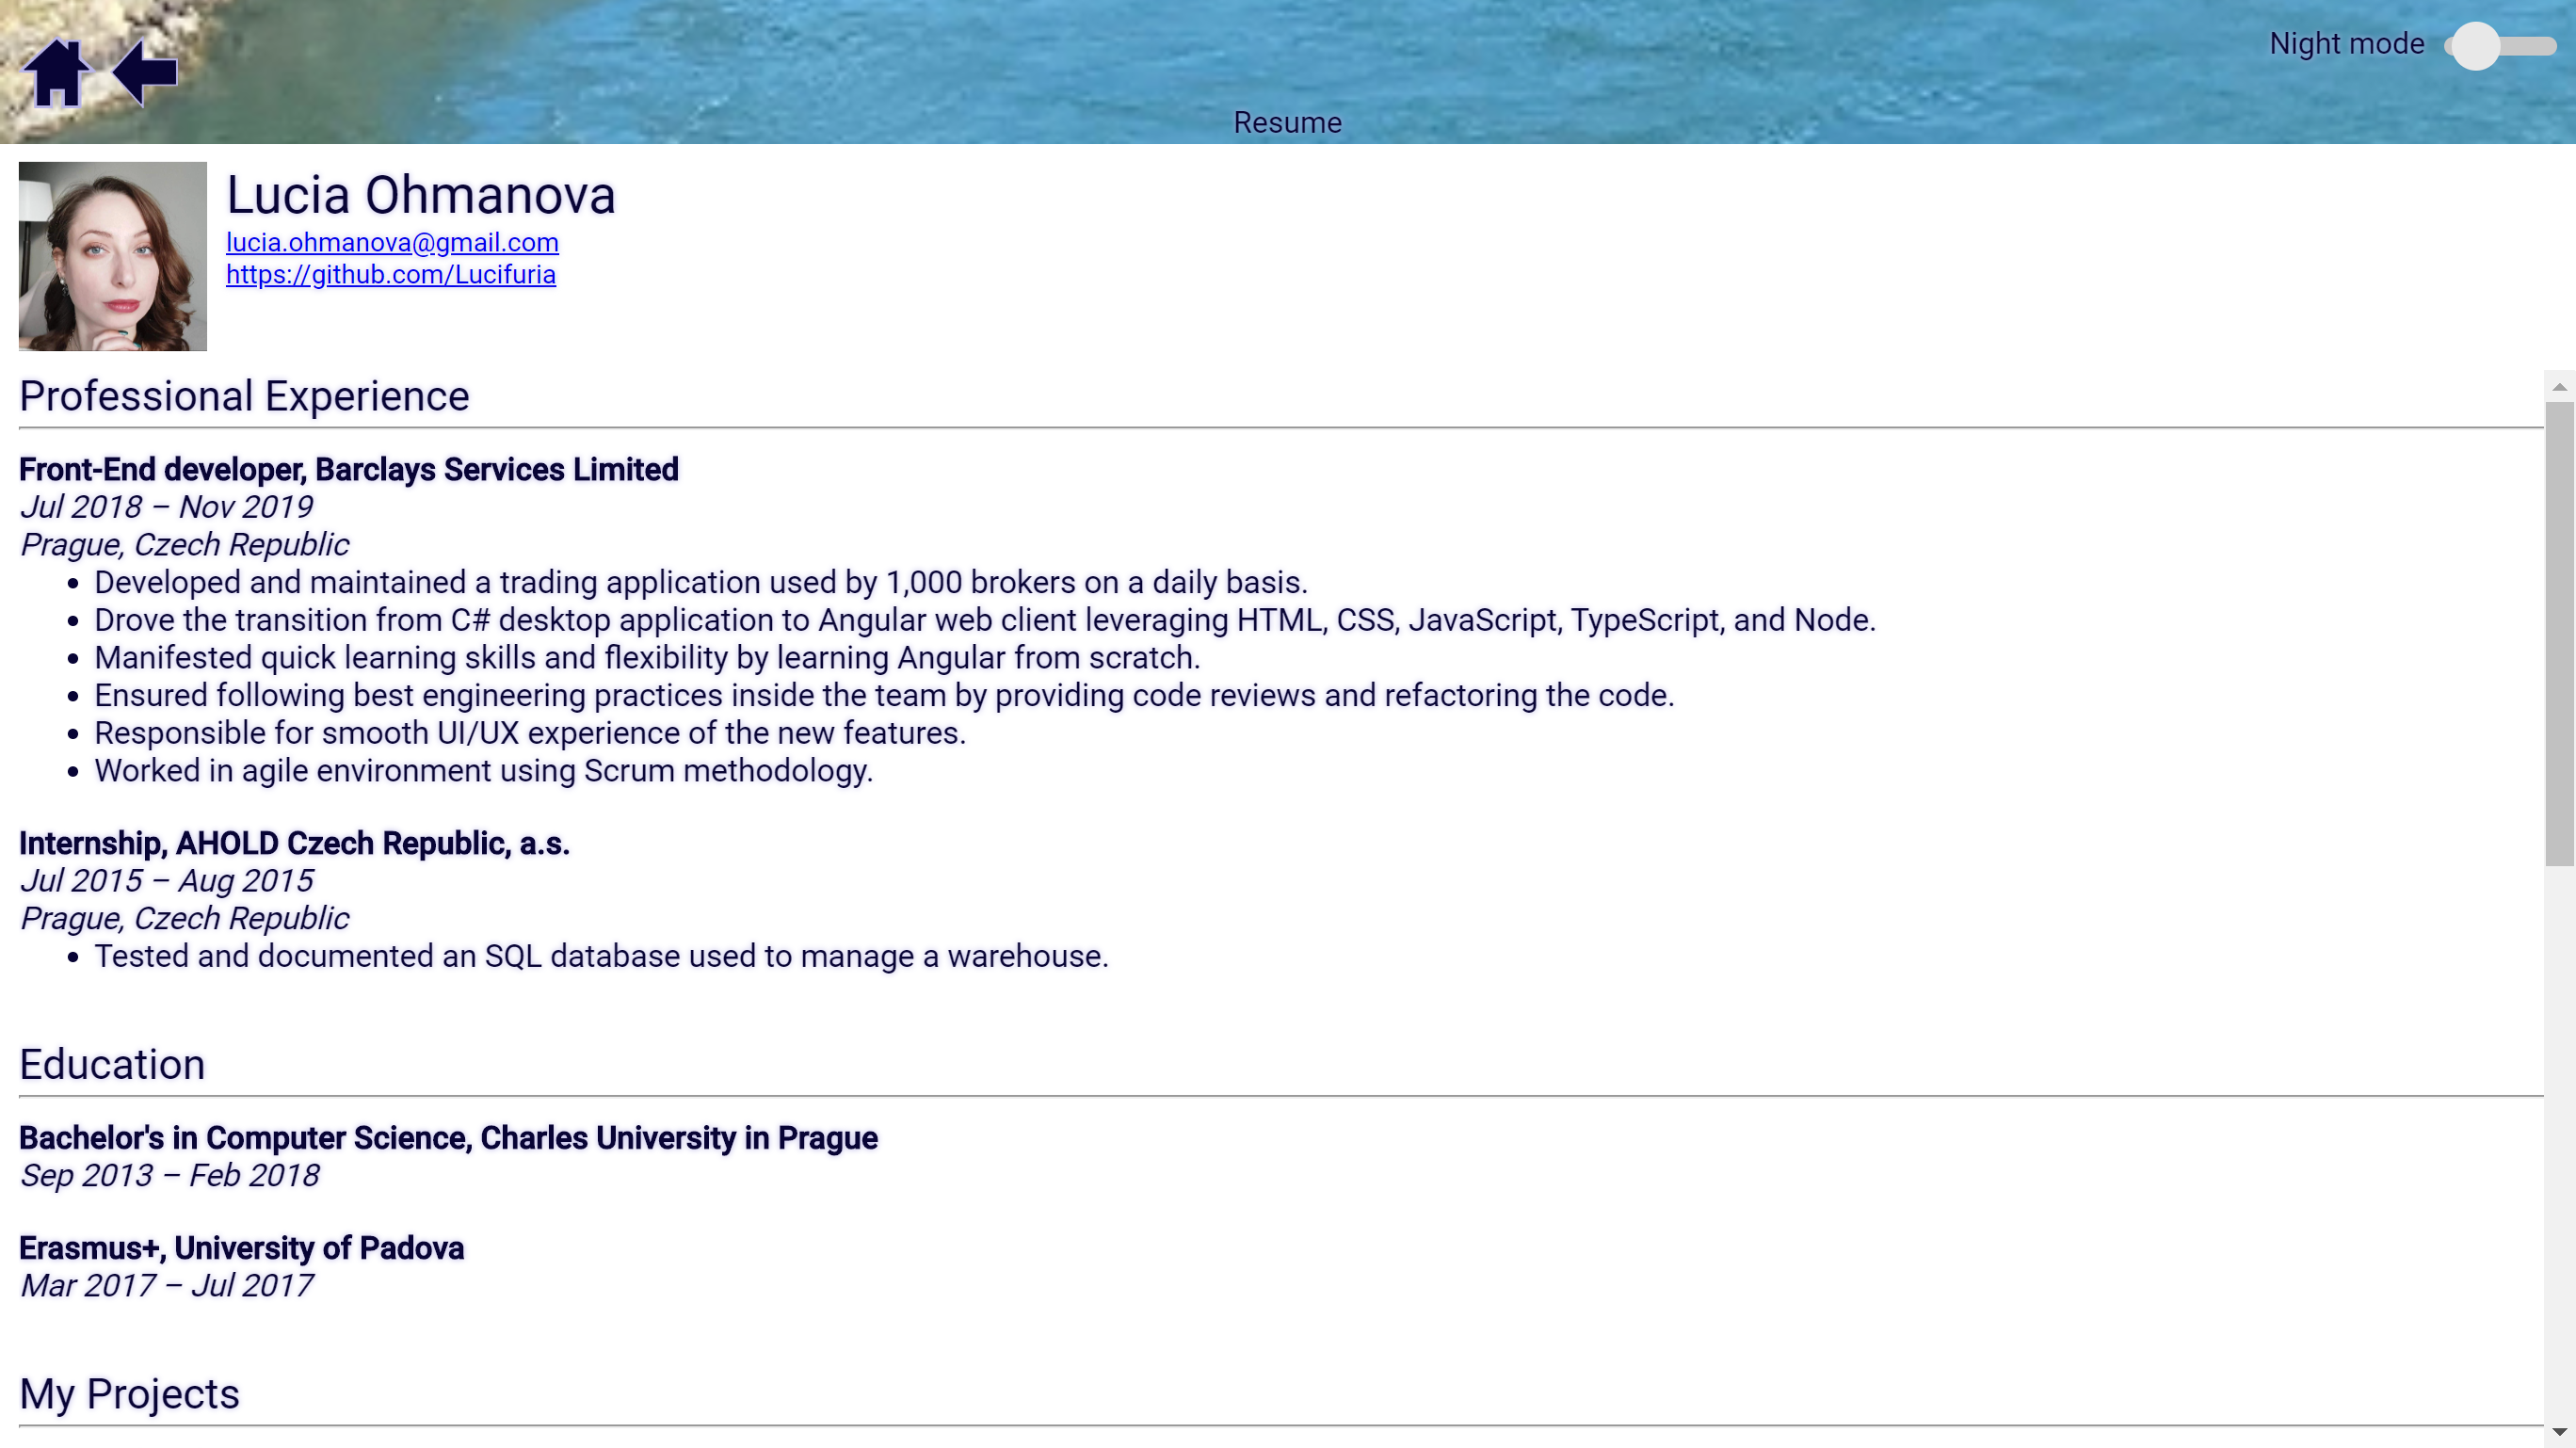 Night mode
Resume
Lucia Ohmanova
lucia.ohmanova@gmail.com
https://github.com/Lucifuria
Professional Experience
Front-End developer, Barclays Services Limited
Jul 2018 – Nov 2019
Prague, Czech Republic
• Developed and maintained a trading application used by 1,000 brokers on a daily basis.
• Drove the transition from C# desktop application to Angular web client leveraging HTML, CSS, JavaScript, TypeScript, and Node.
• Manifested quick learning skills and flexibility by learning Angular from scratch.
• Ensured following best engineering practices inside the team by providing code reviews and refactoring the code.
• Responsible for smooth UI/UX experience of the new features.
• Worked in agile environment using Scrum methodology.
Internship, AHOLD Czech Republic, a.s.
Jul 2015 – Aug 2015
Prague, Czech Republic
• Tested and documented an SQL database used to manage a warehouse.
Education
Bachelor's in Computer Science, Charles University in Prague
Sep 2013 – Feb 2018
Erasmus+, University of Padova
Mar 2017 – Jul 2017
My Projects